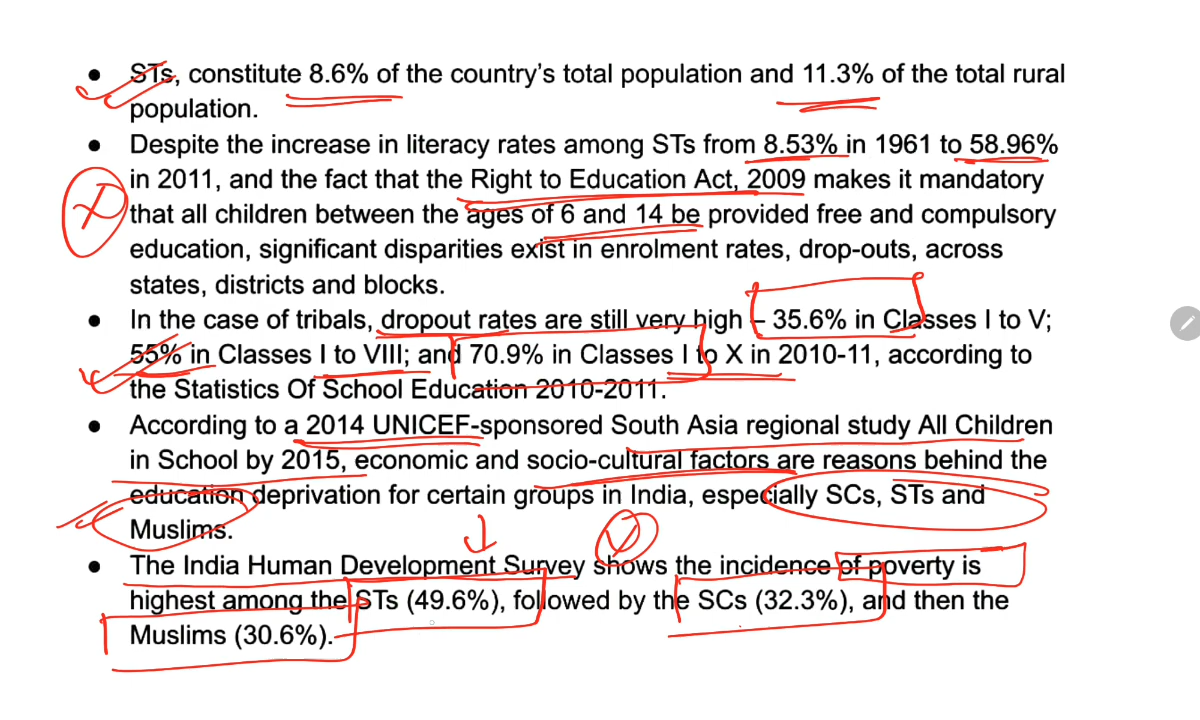 • STs, constitute 8.6% of the country's total population and 11.3% of the total rural
population.
• Despite the increase in literacy rates among STs from 8.53% in 1961 to 58.96%
in 2011, and the fact that the Right to Education Act, 2009 makes it mandatory
that all children between the ages of 6 and 14 be provided free and compulsory
education, significant disparities exist in enrolment rates, drop-outs, across
states, districts and blocks.
• In the case of tribals, dropout rates are still very high – 35.6% in Classes I to V;
55% in Classes I to VIII; and 70.9% in Classes I to X in 2010-11, according to
the Statistics Of School Education 2010-2011.
• According to a 2014 UNICEF-sponsored South Asia regional study All Children
in School by 2015, economic and socio-cultural factors are reasons behind the
education deprivation for certain groups in India, especially SCs, STs and
Muslims.
• The India Human Development Survey shows the incidence of poverty is
highest among the STs (49.6%), followed by the SCs (32.3%), and then the
Muslims (30.6%).